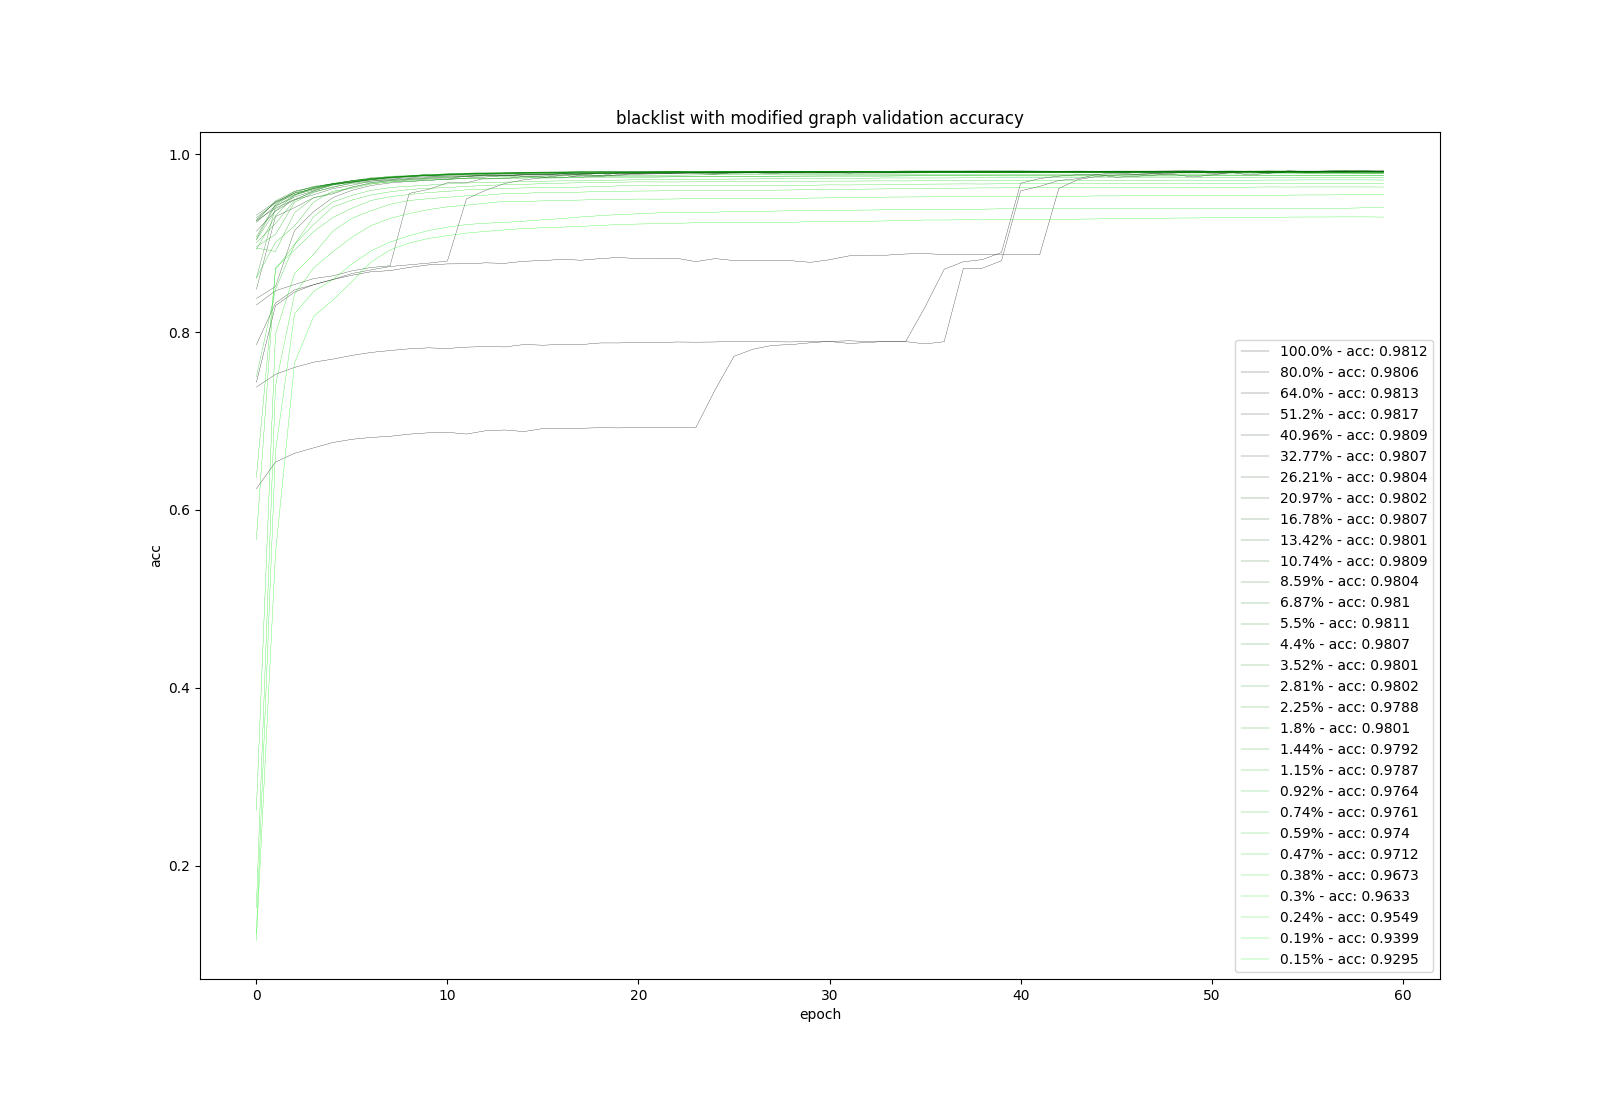 blacklist with modified graph validation accuracy
1.0
0.8
0.6
0.4
0.2
acc
0 10 20 30 40 50 60
epoch
100.0% - acc: 0.9812
80.0% - acc: 0.9806
64.0% - acc: 0.9813
51.2% - acc: 0.9817
40.96% - acc: 0.9809
32.77% - acc: 0.9807
26.21% - acc: 0.9804
20.97% - acc: 0.9802
16.78% - acc: 0.9807
13.42% - acc: 0.9801
10.74% - acc: 0.9809
8.59% - acc: 0.9804
6.87% - acc: 0.981
5.5% - acc: 0.9811
4.4% - acc: 0.9807
3.52% - acc: 0.9801
2.81% - acc: 0.9802
2.25% - acc: 0.9788
1.8% - acc: 0.9801
1.44% - acc: 0.9792
1.15% - acc: 0.9787
0.92% - acc: 0.9764
0.74% - acc: 0.9761
0.59% - acc: 0.974
0.47% - acc: 0.9712
0.38% - acc: 0.9673
0.3% - acc: 0.9633
0.24% - acc: 0.9549
0.19% - acc: 0.9399
0.15% - acc: 0.9295